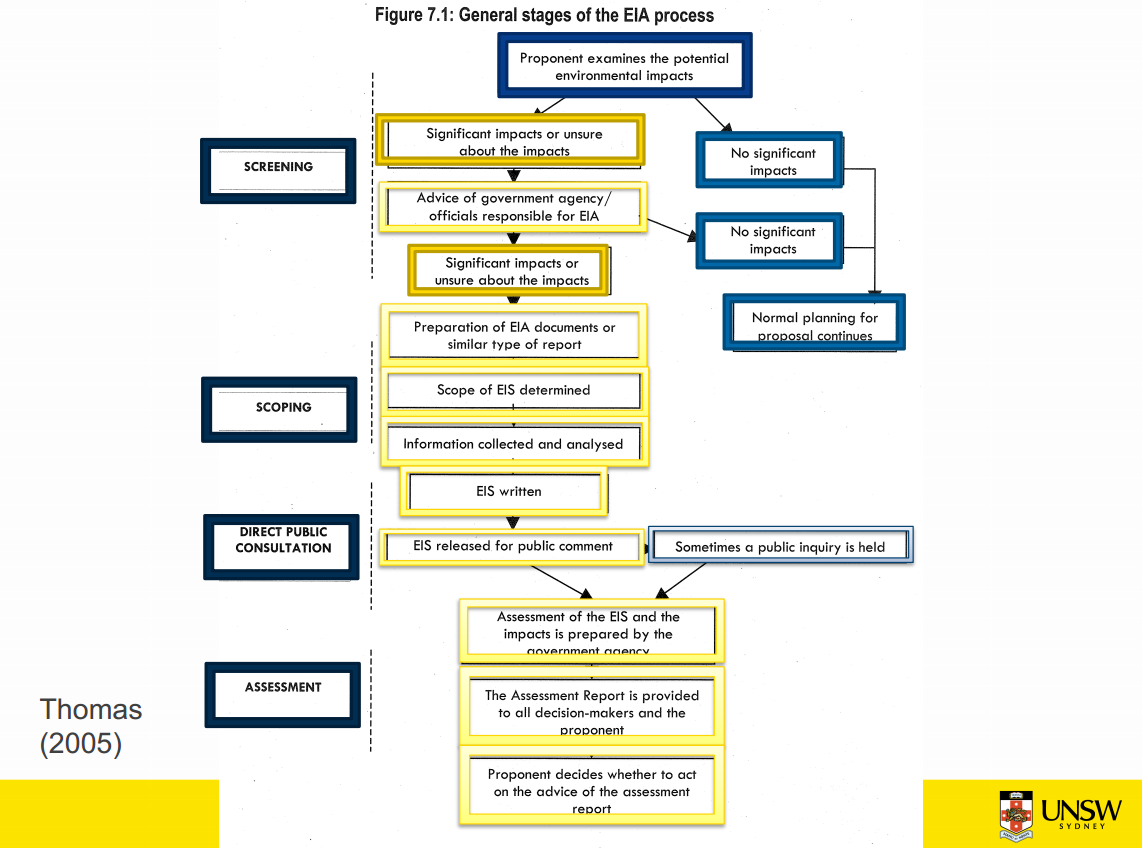 Figure 7.1: General stages of the EIA process
Proponent examines the potential
environmental impacts
SCREENING
Significant impacts or unsure
about the impacts
No significant
impacts
Advice of government agency/
officials responsible for EIA
No significant
impacts
Significant impacts or
unsure about the impacts
Normal planning for
proposal continues
Preparation of EIA documents or
similar type of report
SCOPING
Scope of EIS determined
Information collected and analysed
EIS written
DIRECT PUBLIC
CONSULTATION
EIS released for public comment
Sometimes a public inquiry is held
Assessment of the EIS and the
impacts is prepared by the
government agency
ASSESSMENT
The Assessment Report is provided
to all decision-makers and the
proponent
Proponent decides whether to act
on the advice of the assessment
report
Thomas
(2005)
UNSW
SYDNEY